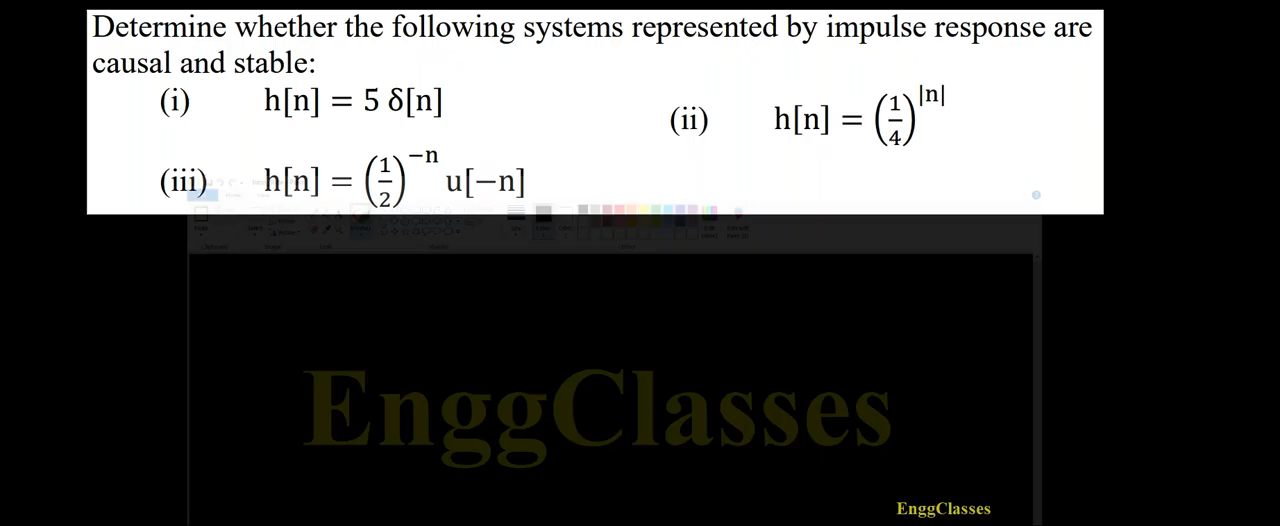 Determine whether the following systems represented by impulse response are
causal and stable:
(i) h[n] = 5 δ[n]
(ii) h[n] = (1/4)^|n|
(iii) h[n] = (1/2)^−n u[−n]
EnggClasses
EnggClasses